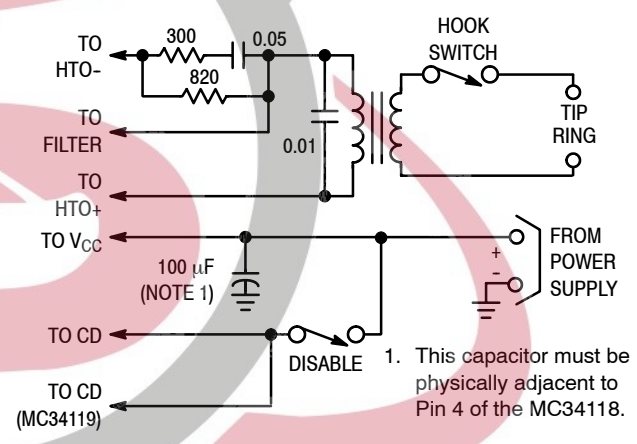 HOOK
SWITCH
TO
HTO–
300
0.05
820
TO
FILTER
0.01
TIP
RING
TO
HTO+
TO VCC
100 µF
(NOTE 1)
+
-
FROM
POWER
SUPPLY
TO CD
DISABLE
TO CD
(MC34119)
1. This capacitor must be
physically adjacent to
Pin 4 of the MC34118.